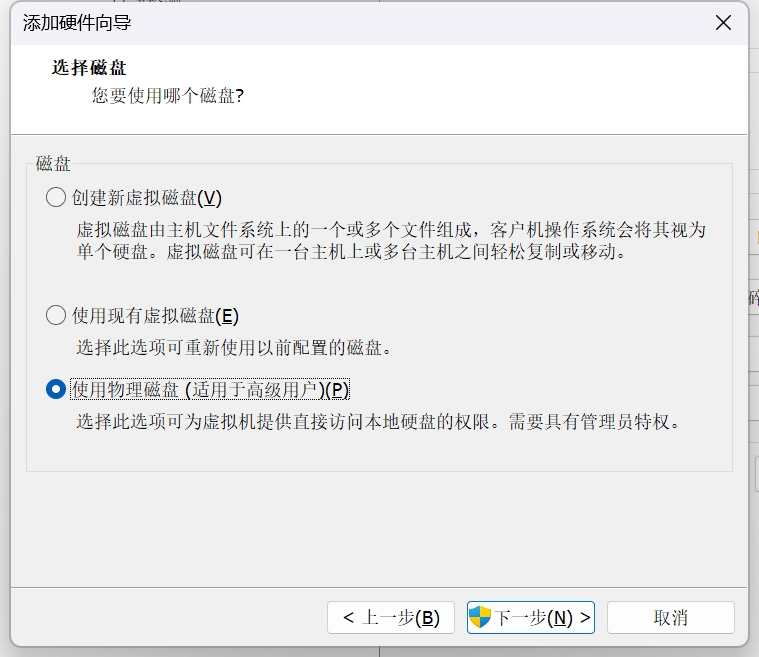 添加硬件向导
选择磁盘
您要使用哪个磁盘?
磁盘
创建新虚拟磁盘(V)
虚拟磁盘由主机文件系统上的一个或多个文件组成，客户机操作系统会将其视为
单个硬盘。虚拟磁盘可在一台主机上或多台主机之间轻松复制或移动。
使用现有虚拟磁盘(E)
选择此选项可重新使用以前配置的磁盘。
使用物理磁盘 (适用于高级用户)(P)
选择此选项可为虚拟机提供直接访问本地硬盘的权限。需要具有管理员特权。
< 上一步(B)
下一步(N) >
取消